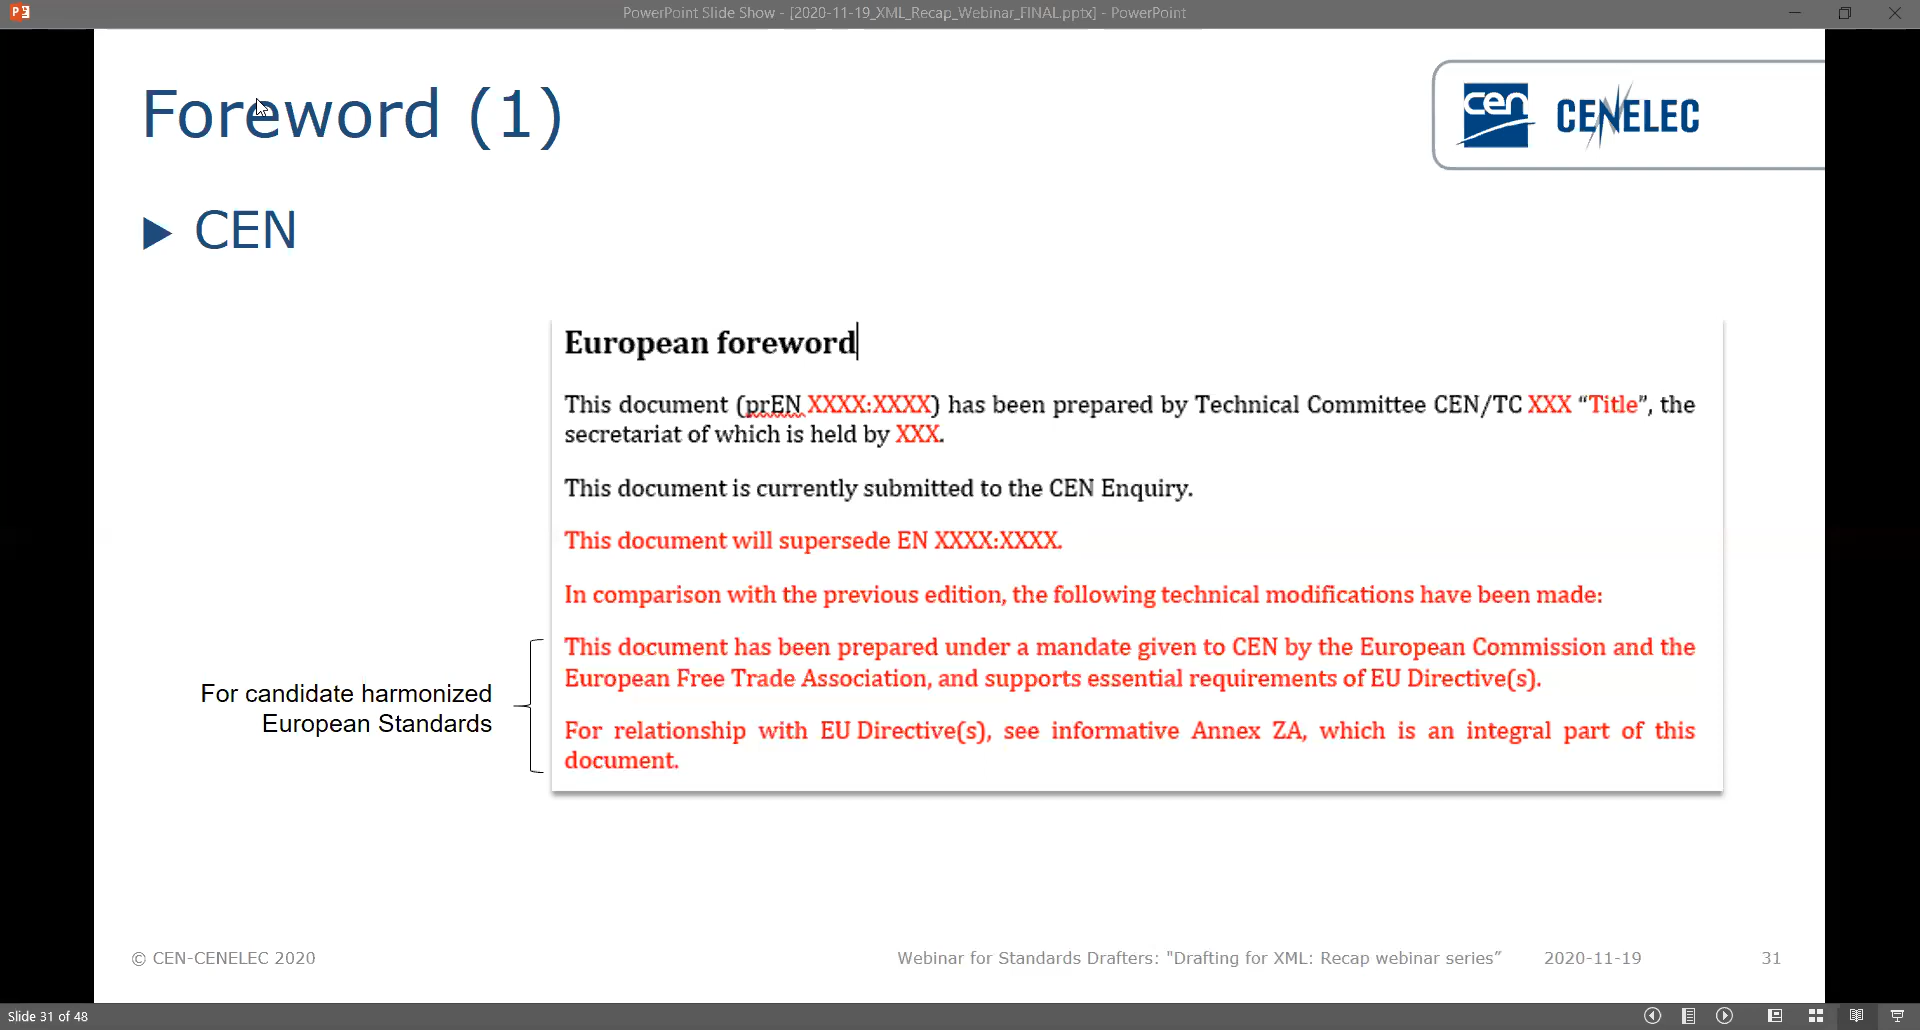 PowerPoint Slide Show - [2020-11-19_XML_Recap_Webinar_FINAL.pptx] - PowerPoint
Foreword (1)
cen CENELEC
CEN
European foreword
This document (prEN XXXX:XXXX) has been prepared by Technical Committee CEN/TC XXX “Title”, the
secretariat of which is held by XXX.
This document is currently submitted to the CEN Enquiry.
This document will supersede EN XXXX:XXXX.
In comparison with the previous edition, the following technical modifications have been made:
This document has been prepared under a mandate given to CEN by the European Commission and the
European Free Trade Association, and supports essential requirements of EU Directive(s).
For relationship with EU Directive(s), see informative Annex ZA, which is an integral part of this
document.
For candidate harmonized
European Standards
© CEN-CENELEC 2020
Webinar for Standards Drafters: "Drafting for XML: Recap webinar series”
2020-11-19
31
Slide 31 of 48